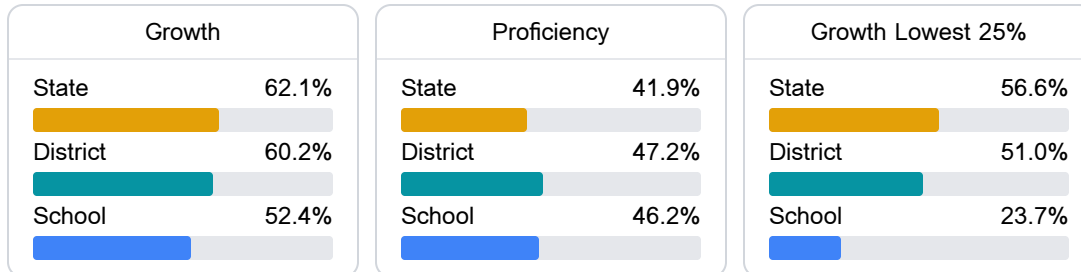 Growth
State 62.1%
District 60.2%
School 52.4%
Proficiency
State 41.9%
District 47.2%
School 46.2%
Growth Lowest 25%
State 56.6%
District 51.0%
School 23.7%